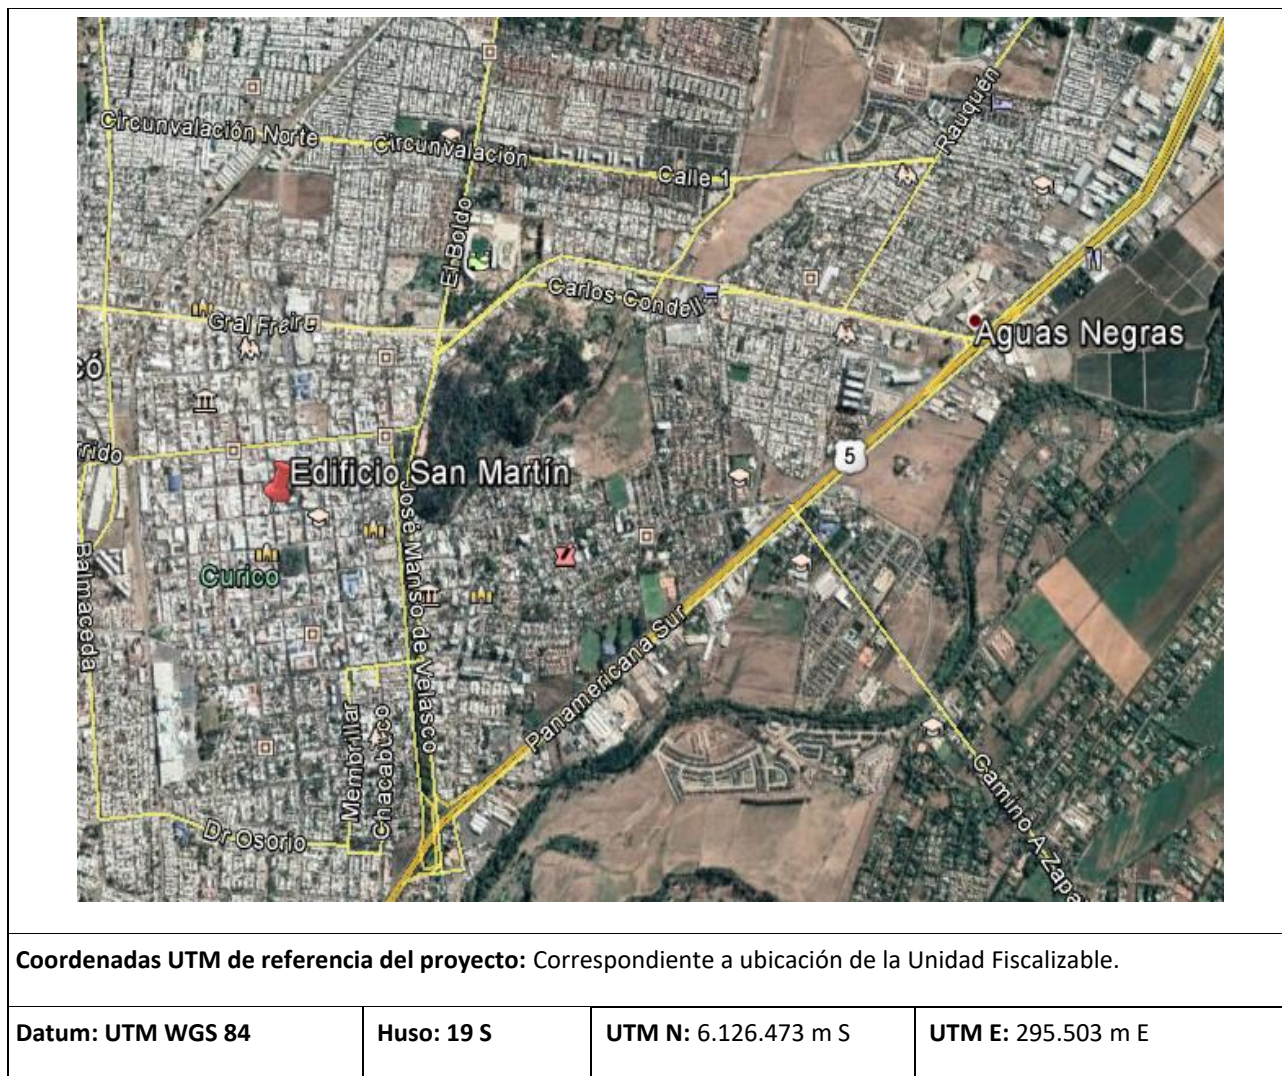 Rauquén
Circunvalación Norte
Circunvalación
Calle 1
El Boldo
Carlos Condell
Gral Freire
Aguas Negras
có
rrido
5
Edificio San Martín
José Manso de Velasco
Curico
Balmaceda
Panamericana Sur
Membrillar
Chacabuco
Camino A Zapa
Dr Osorio
Coordenadas UTM de referencia del proyecto: Correspondiente a ubicación de la Unidad Fiscalizable.
Datum: UTM WGS 84
Huso: 19 S
UTM N: 6.126.473 m S
UTM E: 295.503 m E